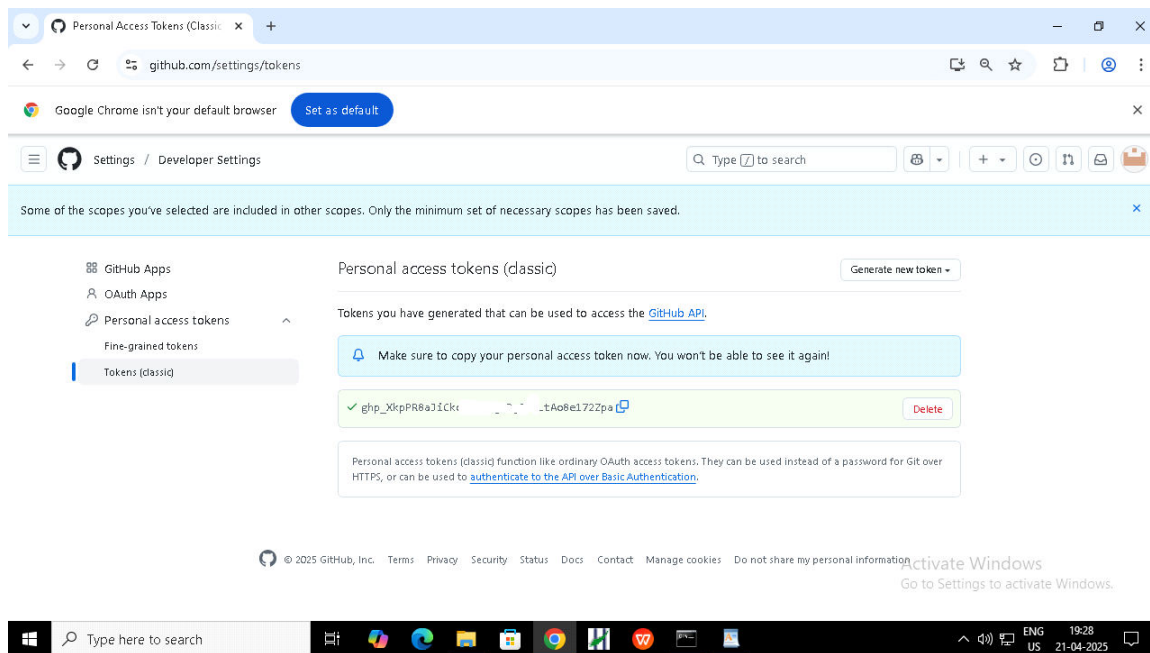 Personal Access Tokens (Classic
github.com/settings/tokens
Google Chrome isn't your default browser Set as default
Settings / Developer Settings Type / to search
Some of the scopes you've selected are included in other scopes. Only the minimum set of necessary scopes has been saved.
GitHub Apps
OAuth Apps
Personal access tokens
Fine-grained tokens
Tokens (classic)
Personal access tokens (classic) Generate new token
Tokens you have generated that can be used to access the GitHub API.
Make sure to copy your personal access token now. You won't be able to see it again!
Delete
Personal access tokens (classic) function like ordinary OAuth access tokens. They can be used instead of a password for Git over
HTTPS, or can be used to authenticate to the API over Basic Authentication.
© 2025 GitHub, Inc. Terms Privacy Security Status Docs Contact Manage cookies Do not share my personal information
Activate Windows
Go to Settings to activate Windows.
Type here to search
ENG
US
19:28
21-04-2025